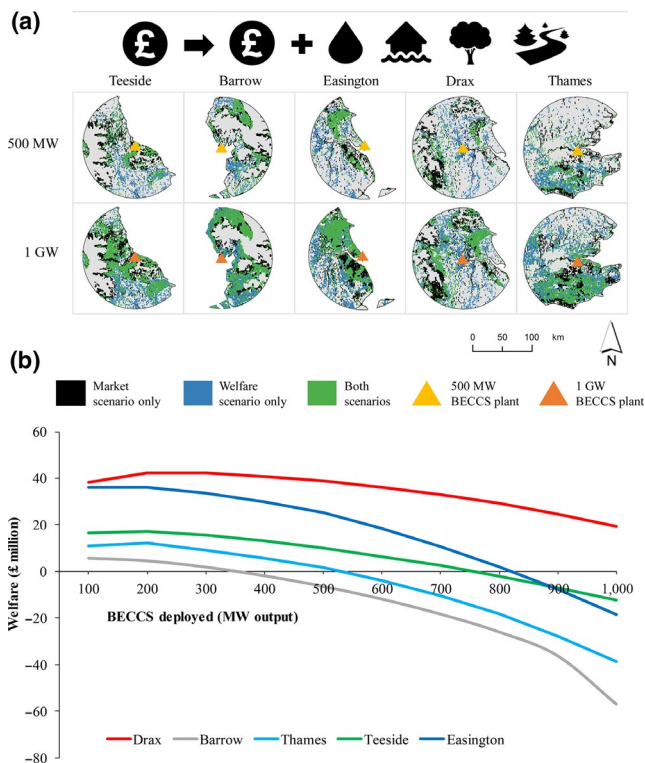 (a)
£ £
Teeside Barrow Easington Drax Thames
500 MW
1 GW
0 50 100 km
N
(b)
Market scenario only
Welfare scenario only
Both scenarios
500 MW BECCS plant
1 GW BECCS plant
Welfare (£ million)
60
40
20
0
−20
−40
−60
−80
100 200 300 400 500 600 700 800 900 1,000
BECCS deployed (MW output)
Drax Barrow Thames Teeside Easington